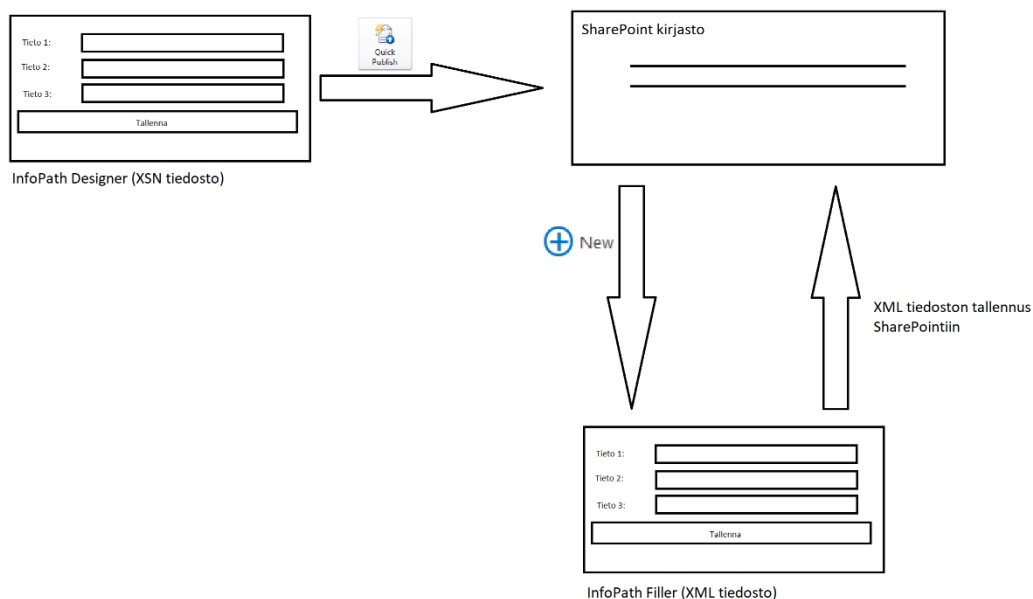 Tieto 1:
Tieto 2:
Tieto 3:
Tallenna
InfoPath Designer (XSN tiedosto)
Quick
Publish
SharePoint kirjasto
New
XML tiedoston tallennus
SharePointiin
Tieto 1:
Tieto 2:
Tieto 3:
Tallenna
InfoPath Filler (XML tiedosto)